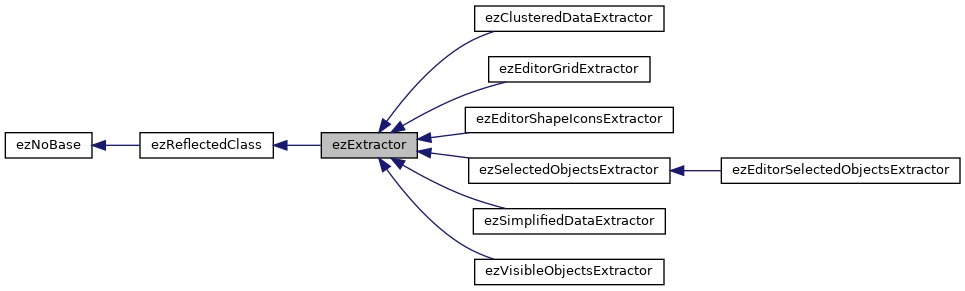 ezClusteredDataExtractor
ezEditorGridExtractor
ezEditorShapeIconsExtractor
ezNoBase
ezReflectedClass
ezExtractor
ezSelectedObjectsExtractor
ezEditorSelectedObjectsExtractor
ezSimplifiedDataExtractor
ezVisibleObjectsExtractor